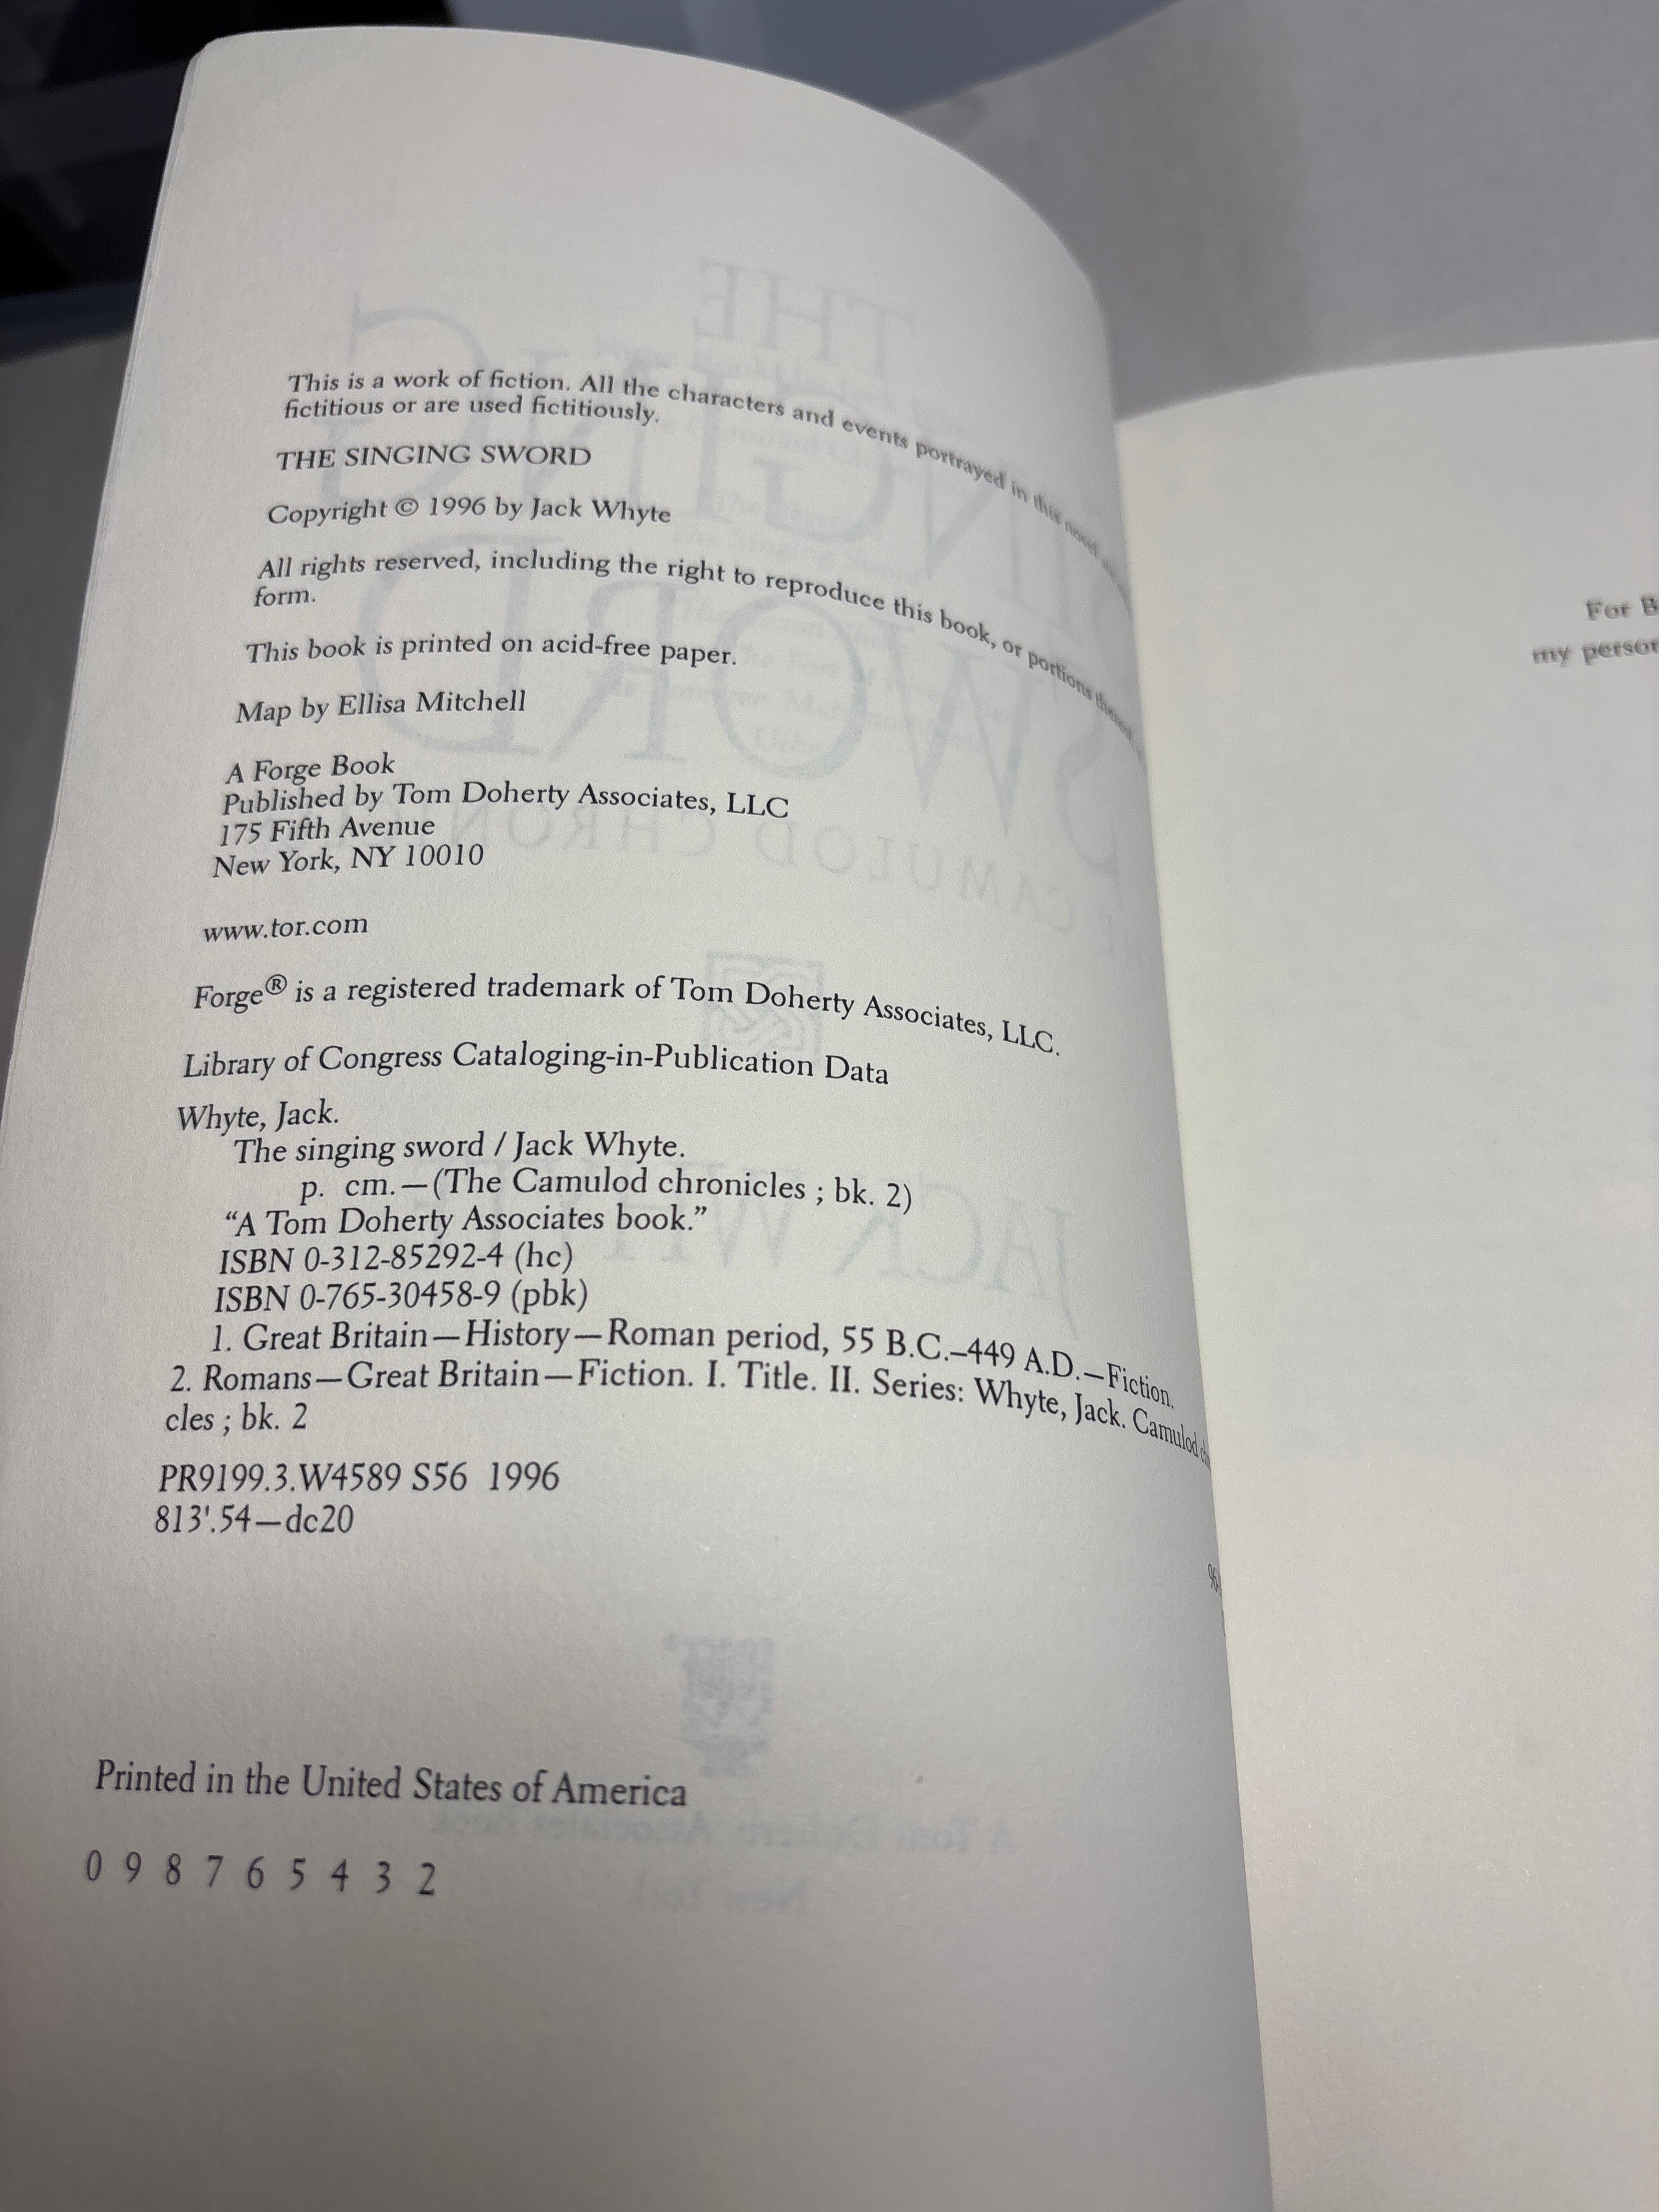 This is a work of fiction. All the characters and events portrayed in this novel
fictitious or are used fictitiously.
THE SINGING SWORD
Copyright © 1996 by Jack Whyte
All rights reserved, including the right to reproduce this book, or portions
form.
This book is printed on acid-free paper.
Map by Ellisa Mitchell
A Forge Book
Published by Tom Doherty Associates, LLC
175 Fifth Avenue
New York, NY 10010
www.tor.com
Forge® is a registered trademark of Tom Doherty Associates, LLC.
Library of Congress Cataloging-in-Publication Data
Whyte, Jack.
The singing sword / Jack Whyte.
p. cm.—(The Camulod chronicles ; bk. 2)
“A Tom Doherty Associates book.”
ISBN 0-312-85292-4 (hc)
ISBN 0-765-30458-9 (pbk)
1. Great Britain—History—Roman period, 55 B.C.–449 A.D.—Fiction.
2. Romans—Great Britain—Fiction. I. Title. II. Series: Whyte, Jack. Camulod
cles ; bk. 2
PR9199.3.W4589 S56 1996
813'.54—dc20
Printed in the United States of America
0 9 8 7 6 5 4 3 2
For B
my person